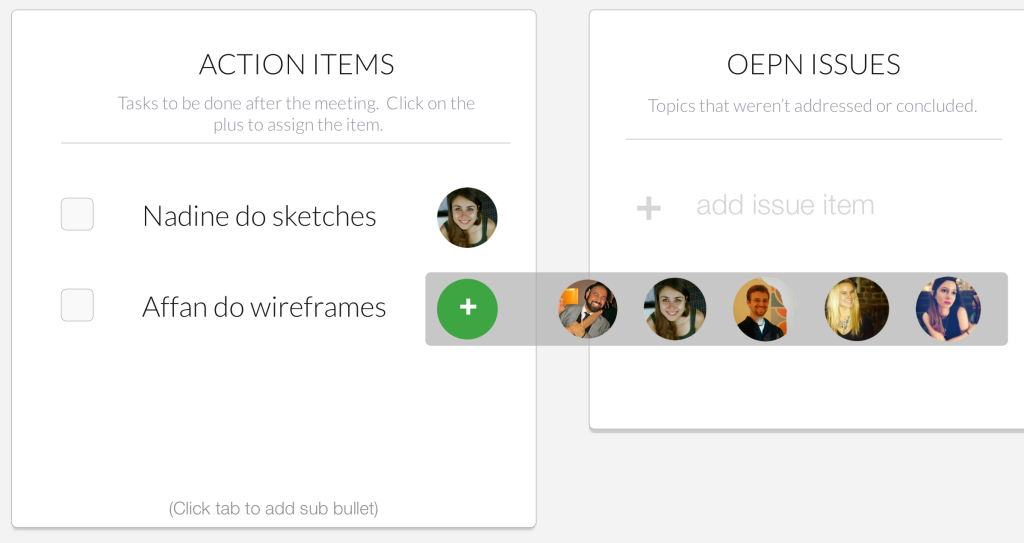 ACTION ITEMS
Tasks to be done after the meeting. Click on the
plus to assign the item.
Nadine do sketches
Affan do wireframes
+
(Click tab to add sub bullet)
OEPN ISSUES
Topics that weren't addressed or concluded.
+ add issue item